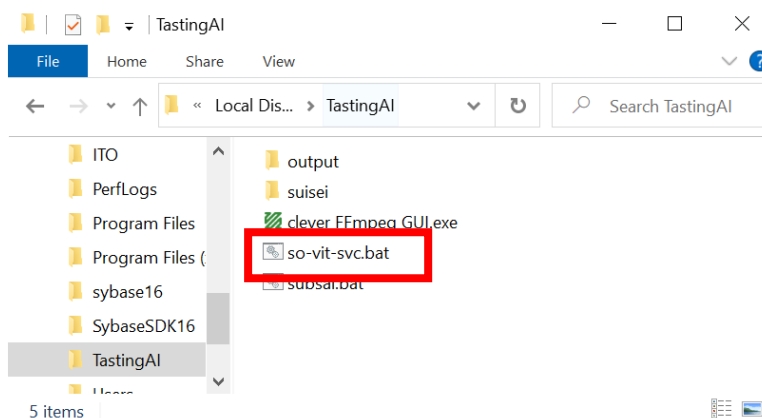 TastingAI
File Home Share View
« Local Dis... > TastingAI
Search TastingAI
ITO
PerfLogs
Program Files
Program Files (
sybase16
SybaseSDK16
TastingAI
Users
output
suisei
clever FFmpeg GUI.exe
so-vit-svc.bat
subsai.bat
5 items